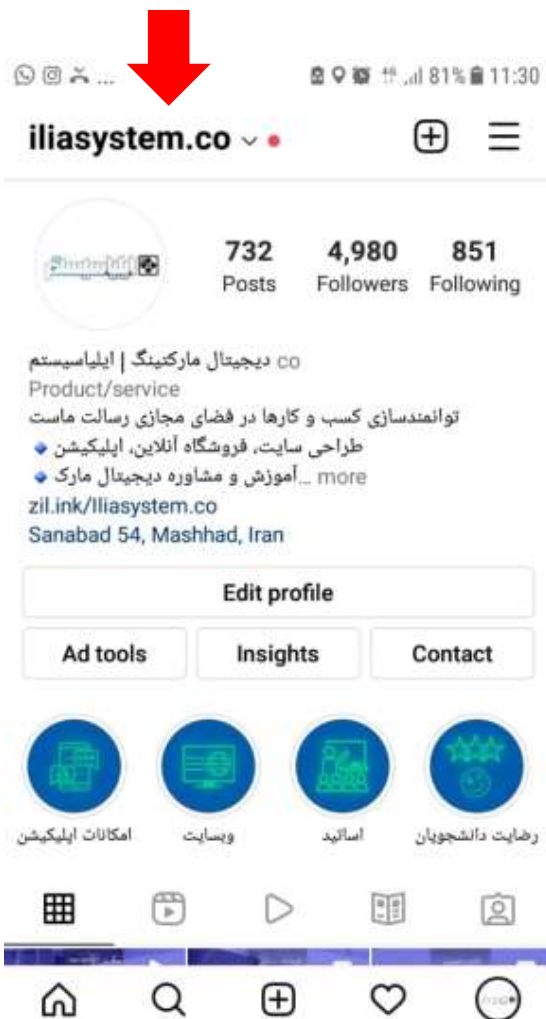 ... 81% 11:30
iliasystem.co
732 4,980 851
Posts Followers Following
co دیجیتال مارکتینگ | ایلیاسیستم
Product/service
توانمندسازی کسب و کارها در فضای مجازی رسالت ماست
طراحی سایت، فروشگاه آنلاین، اپلیکیشن 🔹
آموزش و مشاوره دیجیتال مارک 🔹... more
zil.ink/Iliasystem.co
Sanabad 54, Mashhad, Iran
Edit profile
Ad tools Insights Contact
امکانات اپلیکیشن وبسایت اساتید رضایت دانشجویان